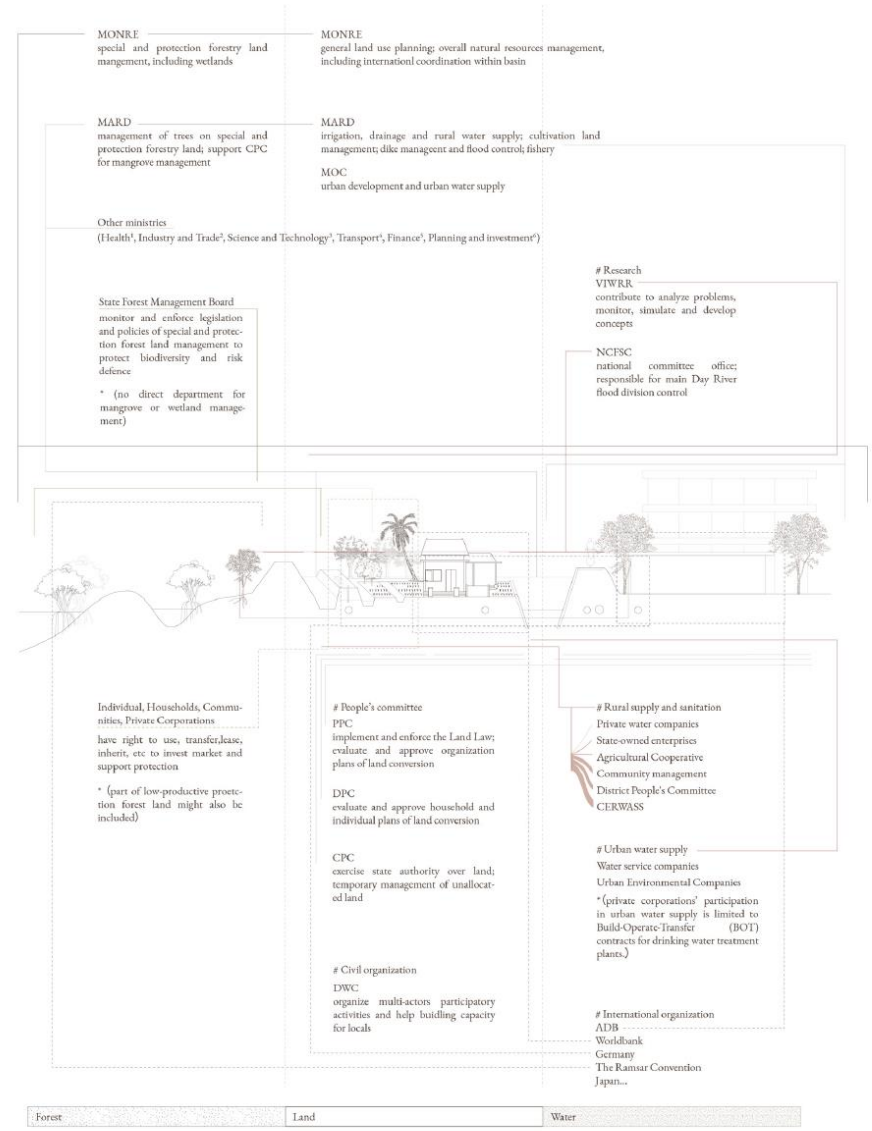 MONRE
special and protection forestry land
mangement, including wetlands
MONRE
general land use planning; overall natural resources management,
including internationl coordination within basin
MARD
management of trees on special and
protection forestry land; support CPC
for mangrove management
MARD
irrigation, drainage and rural water supply; cultivation land
management; dike manageent and flood control; fishery
MOC
urban development and urban water supply
Other ministries
(Health¹, Industry and Trade², Science and Technology³, Transport⁴, Finance⁵, Planning and investment⁶)
State Forest Management Board
monitor and enforce legislation
and policies of special and protec-
tion forest land management to
protect biodiversity and risk
defence
* (no direct department for
mangrove or wetland manage-
ment)
# Research
VIWRR
contribute to analyze problems,
monitor, simulate and develop
concepts
NCFSC
national committee office;
responsible for main Day River
flood division control
Individual, Households, Commu-
nities, Private Corporations
have right to use, transfer,lease,
inherit, etc to invest market and
support protection
* (part of low-productive proetc-
tion forest land might also be
included)
# People's committee
PPC
implement and enforce the Land Law;
evaluate and approve organization
plans of land conversion
DPC
evaluate and approve household and
individual plans of land conversion
CPC
exercise state authority over land;
temporary management of unallocat-
ed land
# Civil organization
DWC
organize multi-actors participatory
activities and help buidling capacity
for locals
# Rural supply and sanitation
Private water companies
State-owned enterprises
Agricultural Cooperative
Community management
District People's Committee
CERWASS
# Urban water supply
Water service companies
Urban Environmental Companies
* (private corporations' participation
in urban water supply is limited to
Build-Operate-Transfer (BOT)
contracts for drinking water treatment
plants.)
# International organization
ADB
Worldbank
Germany
The Ramsar Convention
Japan...
Forest
Land
Water